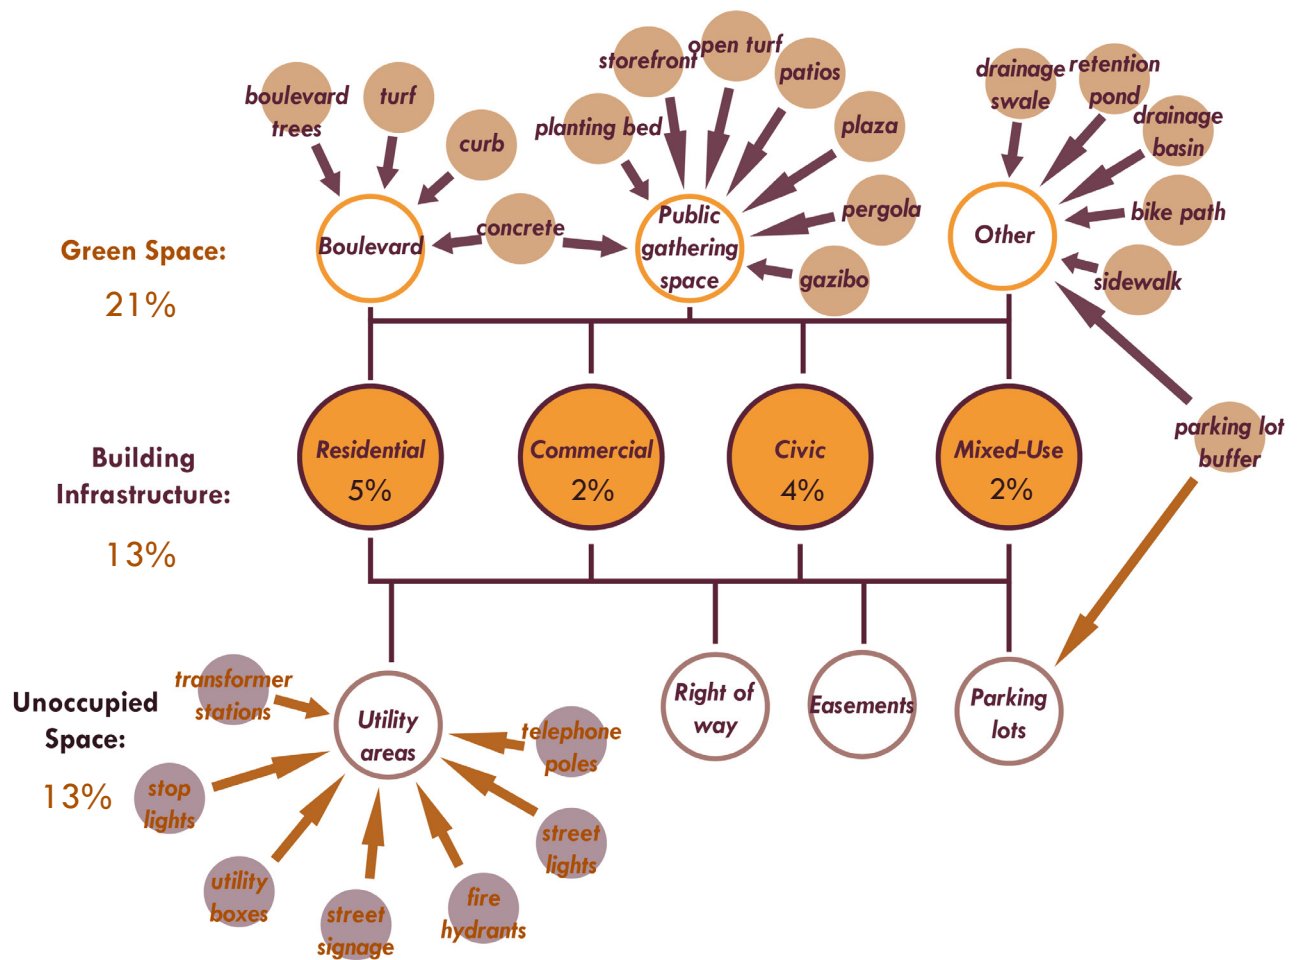 boulevard
trees
turf
curb
concrete
planting bed
storefront
open turf
patios
plaza
pergola
gazibo
drainage
swale
retention
pond
drainage
basin
bike path
sidewalk
Green Space:
21%
Boulevard
Public
gathering
space
Other
parking lot
buffer
Building
Infrastructure:
13%
Residential
5%
Commercial
2%
Civic
4%
Mixed-Use
2%
Unoccupied
Space:
13%
Utility
areas
Right of
way
Easements
Parking
lots
transformer
stations
stop
lights
utility
boxes
street
signage
fire
hydrants
street
lights
telephone
poles